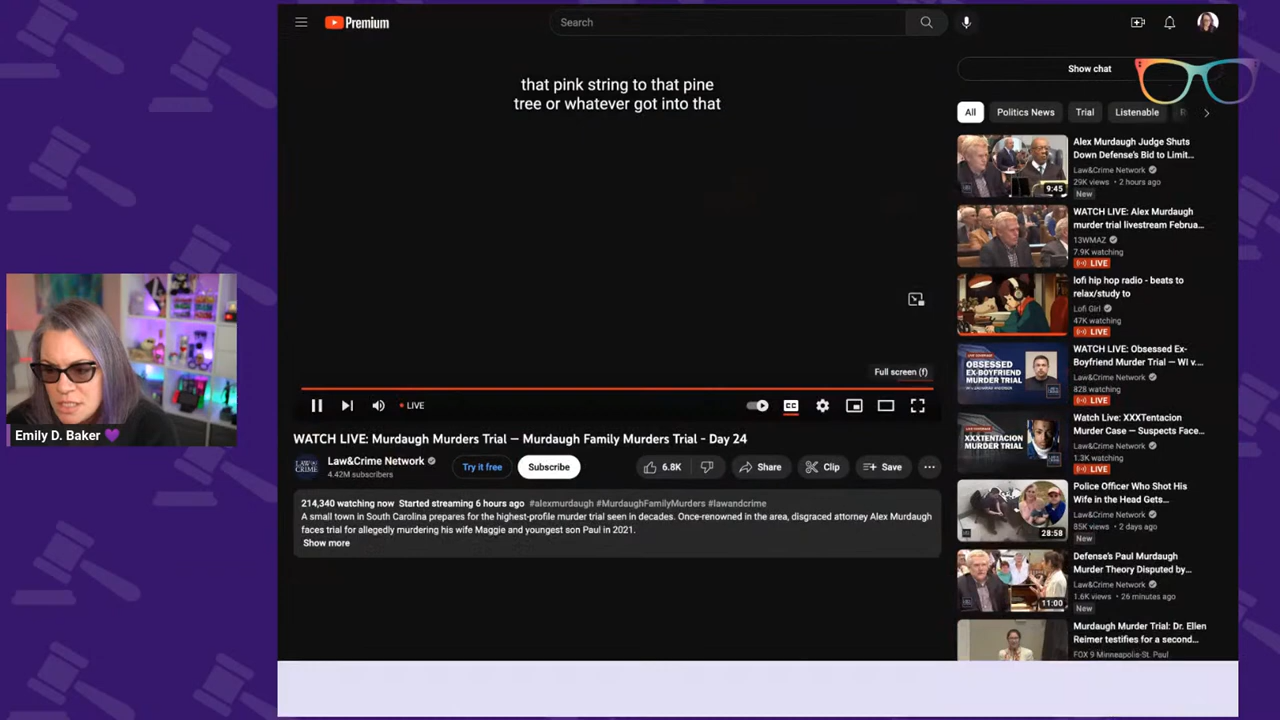 Premium
Search
that pink string to that pine
tree or whatever got into that
Full screen (f)
LIVE
WATCH LIVE: Murdaugh Murders Trial — Murdaugh Family Murders Trial - Day 24
Law&Crime Network
4.42M subscribers
Try it free
Subscribe
6.8K
Share
Clip
Save
214,340 watching now Started streaming 6 hours ago #alexmurdaugh #MurdaughFamilyMurders #lawandcrime
A small town in South Carolina prepares for the highest-profile murder trial seen in decades. Once-renowned in the area, disgraced attorney Alex Murdaugh
faces trial for allegedly murdering his wife Maggie and youngest son Paul in 2021.
Show more
Emily D. Baker 💜
Show chat
All
Politics News
Trial
Listenable
Alex Murdaugh Judge Shuts
Down Defense's Bid to Limit...
Law&Crime Network
29K views • 2 hours ago
New
9:45
WATCH LIVE: Alex Murdaugh
murder trial livestream Februa...
13WMAZ
7.9K watching
LIVE
lofi hip hop radio - beats to
relax/study to
Lofi Girl
47K watching
LIVE
OBSESSED
EX-BOYFRIEND
MURDER TRIAL
WATCH LIVE: Obsessed Ex-
Boyfriend Murder Trial — WI v...
Law&Crime Network
828 watching
LIVE
XXXTENTACION
MURDER TRIAL
Watch Live: XXXTentacion
Murder Case — Suspects Face...
Law&Crime Network
1.3K watching
LIVE
Police Officer Who Shot His
Wife in the Head Gets...
Law&Crime Network
85K views • 2 days ago
New
28:58
Defense's Paul Murdaugh
Murder Theory Disputed by...
Law&Crime Network
1.6K views • 26 minutes ago
New
11:00
Murdaugh Murder Trial: Dr. Ellen
Reimer testifies for a second...
FOX 9 Minneapolis-St. Paul